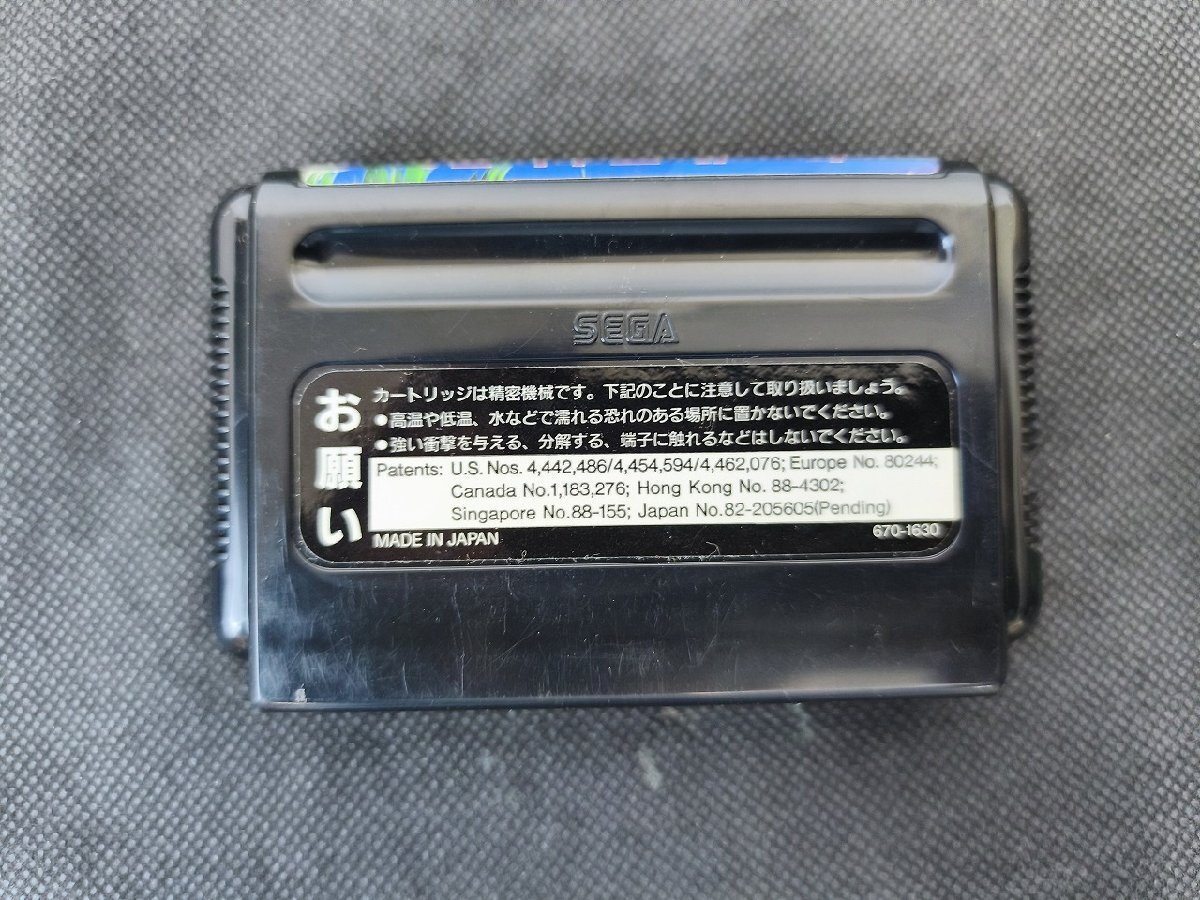 SEGA
お願い
カートリッジは精密機械です。下記のことに注意して取り扱いましょう。
•高温や低温、水などで濡れる恐れのある場所に置かないでください。
•強い衝撃を与える、分解する、端子に触れるなどはしないでください。
Patents: U.S. Nos. 4,442,486/4,454,594/4,462,076; Europe No. 80244;
Canada No.1,183,276; Hong Kong No. 88-4302;
Singapore No.88-155; Japan No.82-205605(Pending)
MADE IN JAPAN 670-1630